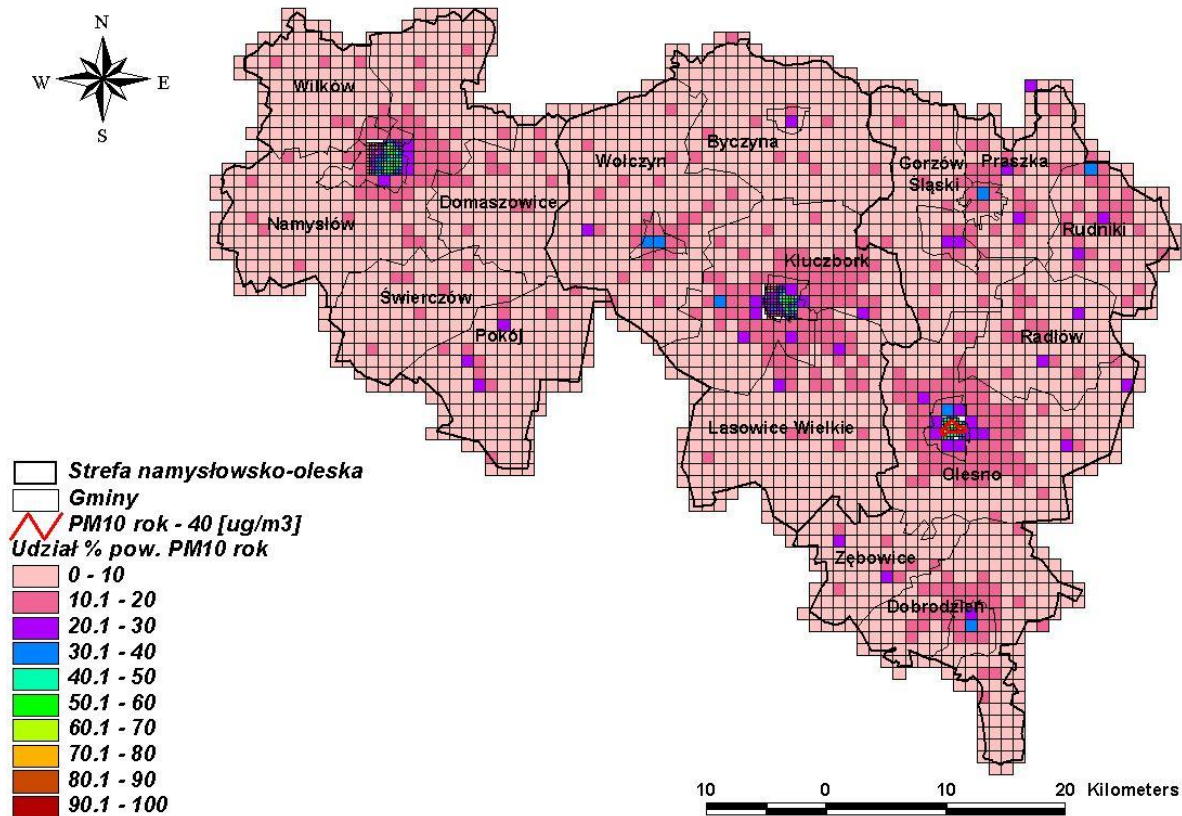 N
W E
S
Wilków
Byczyna
Wołczyn
Gorzów
Śląski
Praszka
Domaszowice
Namysłów
Rudniki
Kluczbork
Świerczów
Pokój
Radłów
Lasowice Wielkie
Olesno
Zębowice
Dobrodzień
Strefa namysłowsko-oleska
Gminy
PM10 rok - 40 [ug/m3]
Udział % pow. PM10 rok
0 - 10
10.1 - 20
20.1 - 30
30.1 - 40
40.1 - 50
50.1 - 60
60.1 - 70
70.1 - 80
80.1 - 90
90.1 - 100
10 0 10 20 Kilometers